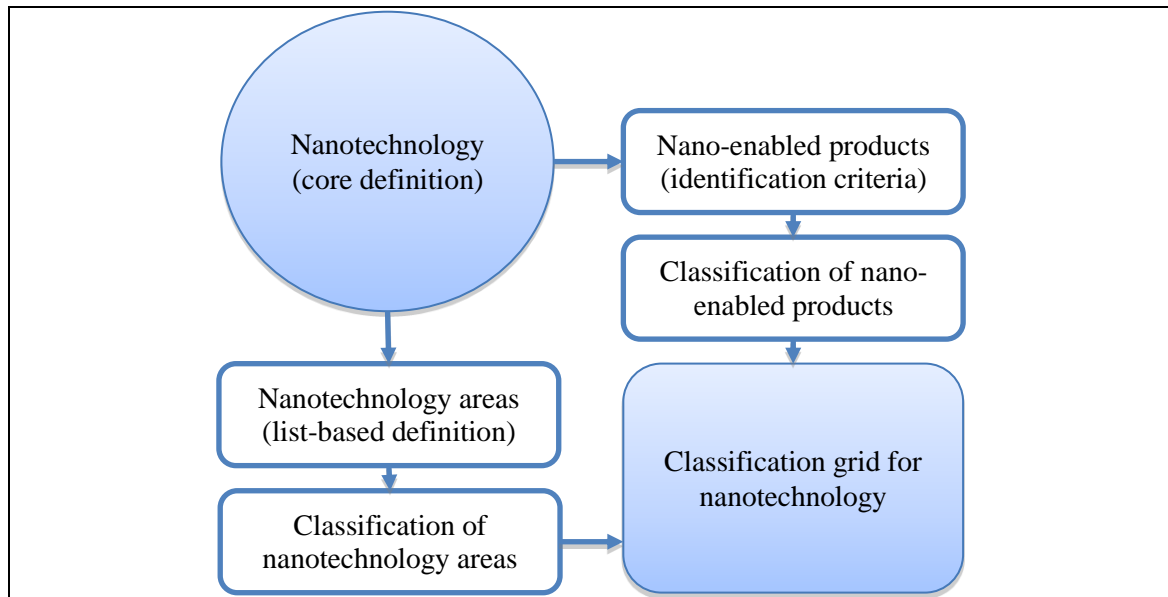 Nanotechnology
(core definition)
Nano-enabled products
(identification criteria)
Classification of nano-
enabled products
Nanotechnology areas
(list-based definition)
Classification of
nanotechnology areas
Classification grid for
nanotechnology